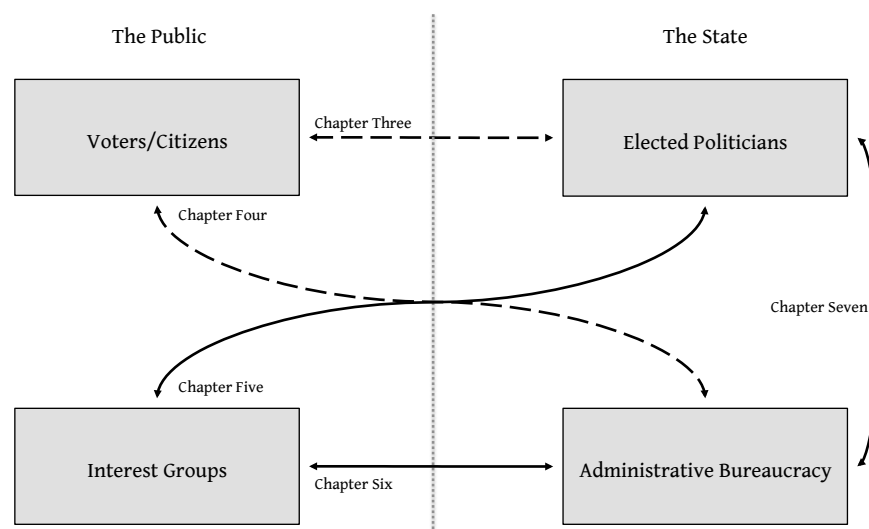 The Public
The State
Voters/Citizens
Chapter Three
Elected Politicians
Chapter Four
Chapter Seven
Chapter Five
Interest Groups
Chapter Six
Administrative Bureaucracy